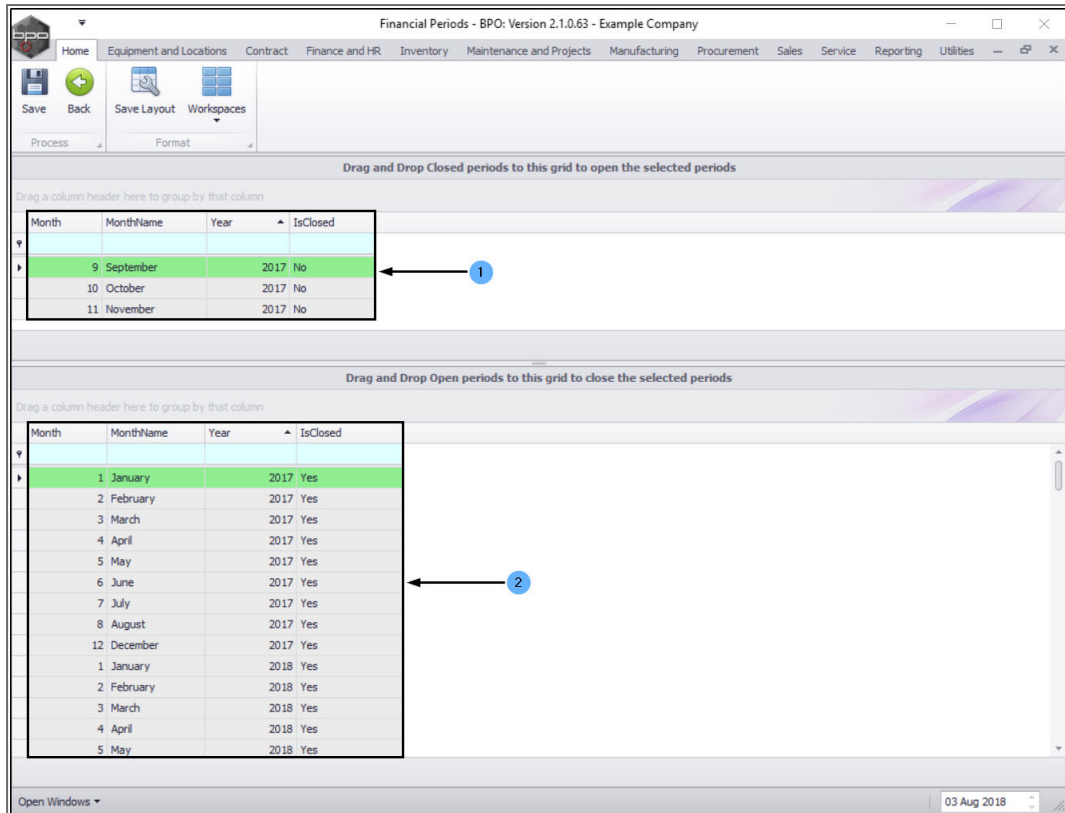 Financial Periods - BPO: Version 2.1.0.63 - Example Company
bpo
Home Equipment and Locations Contract Finance and HR Inventory Maintenance and Projects Manufacturing Procurement Sales Service Reporting Utilities
Save Back Save Layout Workspaces
Process Format
Drag and Drop Closed periods to this grid to open the selected periods
Drag a column header here to group by that column
Month MonthName Year IsClosed
9 September 2017 No
1
10 October 2017 No
11 November 2017 No
Drag and Drop Open periods to this grid to close the selected periods
Drag a column header here to group by that column
Month MonthName Year IsClosed
1 January 2017 Yes
2 February 2017 Yes
3 March 2017 Yes
4 April 2017 Yes
5 May 2017 Yes
6 June 2017 Yes
2
7 July 2017 Yes
8 August 2017 Yes
12 December 2017 Yes
1 January 2018 Yes
2 February 2018 Yes
3 March 2018 Yes
4 April 2018 Yes
5 May 2018 Yes
Open Windows 03 Aug 2018